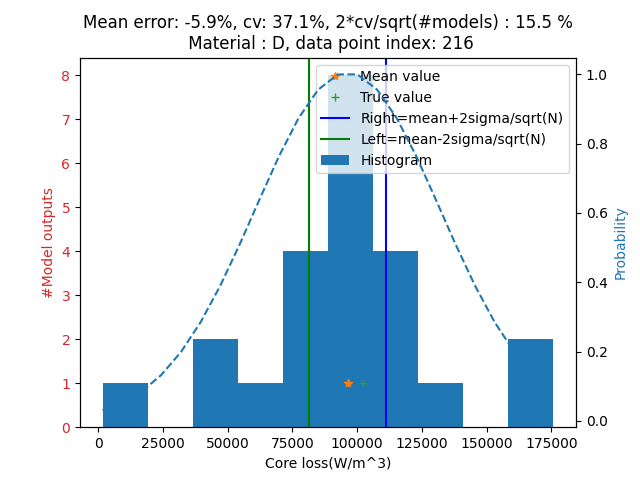 Mean error: -5.9%, cv: 37.1%, 2*cv/sqrt(#models) : 15.5 %
Material : D, data point index: 216
Mean value
True value
Right=mean+2sigma/sqrt(N)
Left=mean-2sigma/sqrt(N)
Histogram
#Model outputs
8
7
6
5
4
3
2
1
0
1.0
0.8
0.6
0.4
0.2
0.0
Probability
0 25000 50000 75000 100000 125000 150000 175000
Core loss(W/m^3)